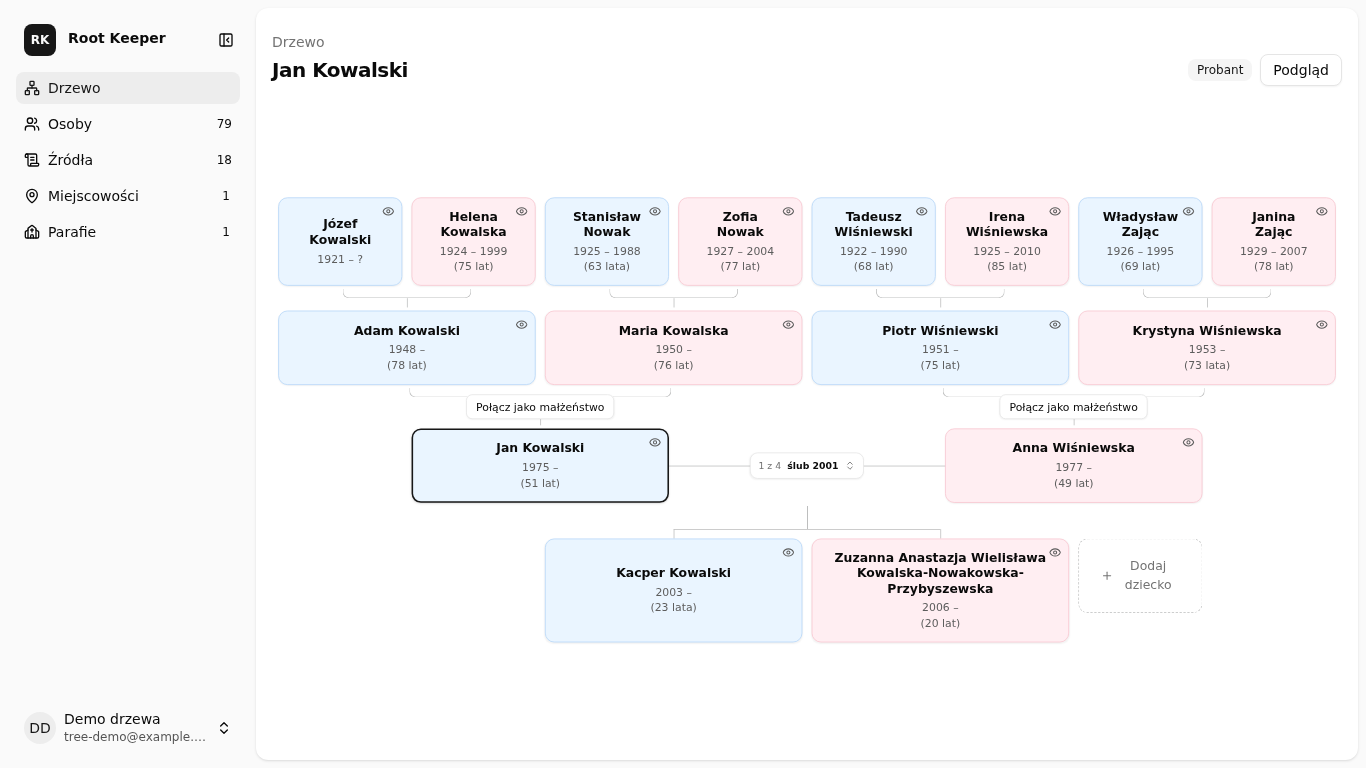 RK
Root Keeper
Drzewo
Osoby 79
Źródła 18
Miejscowości 1
Parafie 1
DD
Demo drzewa
tree-demo@example....
Drzewo
Jan Kowalski
Probant
Podgląd
Józef
Kowalski
1921 – ?
Helena
Kowalska
1924 – 1999
(75 lat)
Stanisław
Nowak
1925 – 1988
(63 lata)
Zofia
Nowak
1927 – 2004
(77 lat)
Tadeusz
Wiśniewski
1922 – 1990
(68 lat)
Irena
Wiśniewska
1925 – 2010
(85 lat)
Władysław
Zając
1926 – 1995
(69 lat)
Janina
Zając
1929 – 2007
(78 lat)
Adam Kowalski
1948 –
(78 lat)
Maria Kowalska
1950 –
(76 lat)
Piotr Wiśniewski
1951 –
(75 lat)
Krystyna Wiśniewska
1953 –
(73 lata)
Połącz jako małżeństwo
Połącz jako małżeństwo
Jan Kowalski
1975 –
(51 lat)
1 z 4 ślub 2001
Anna Wiśniewska
1977 –
(49 lat)
Kacper Kowalski
2003 –
(23 lata)
Zuzanna Anastazja Wielisława
Kowalska-Nowakowska-
Przybyszewska
2006 –
(20 lat)
+ Dodaj
dziecko